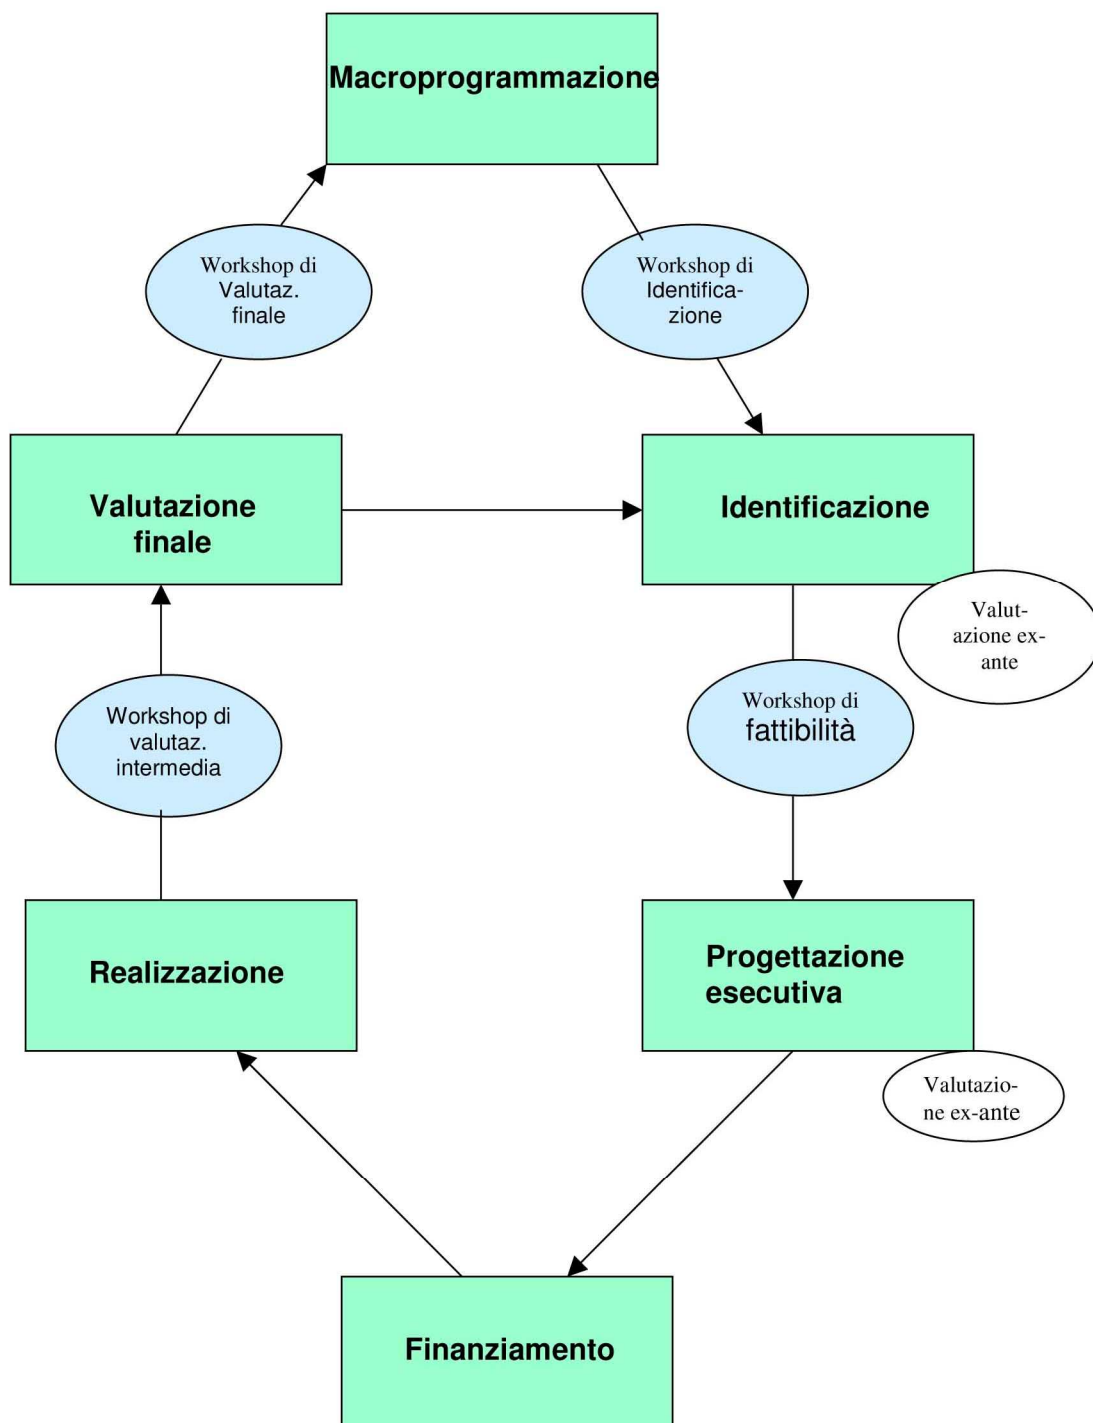 Macroprogrammazione
Workshop di
Valutaz.
finale
Workshop di
Identifica-
zione
Valutazione
finale
Identificazione
Valut-
azione ex-
ante
Workshop di
fattibilità
Workshop di
valutaz.
intermedia
Realizzazione
Progettazione
esecutiva
Valutazio-
ne ex-ante
Finanziamento